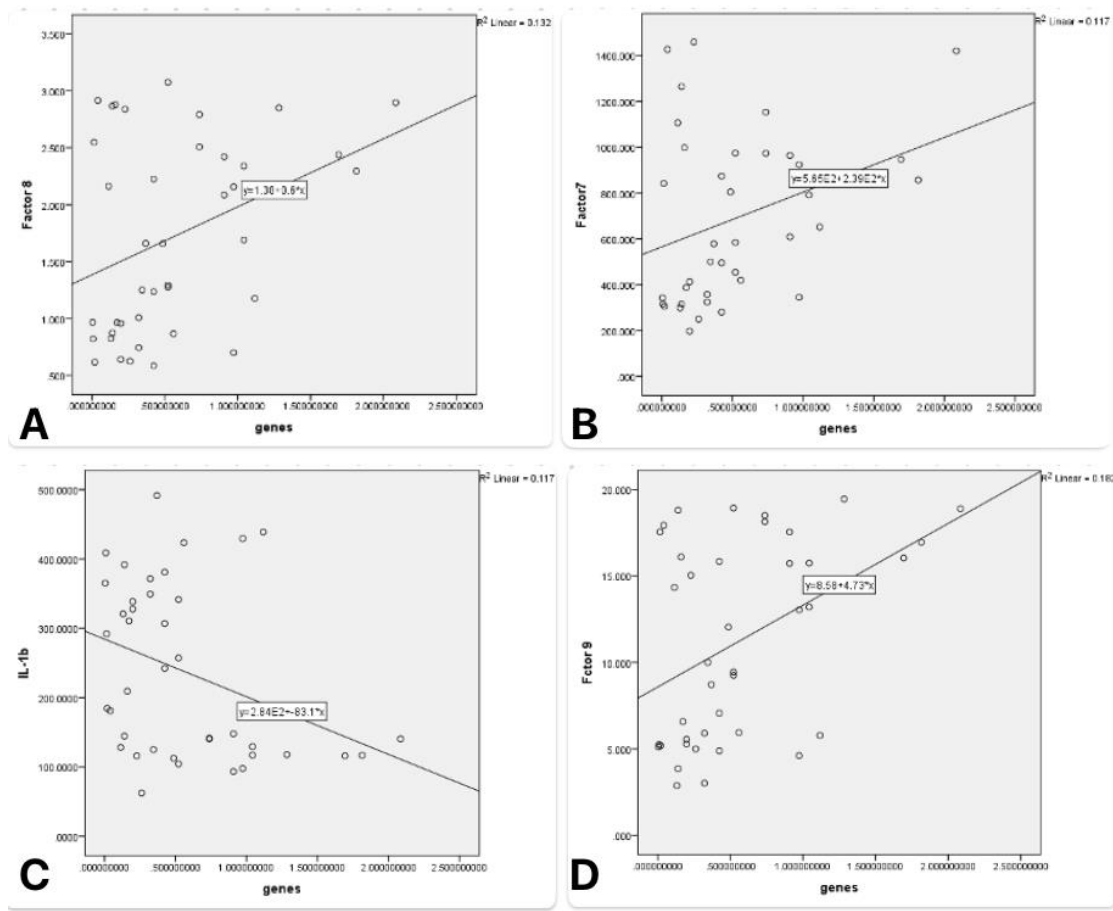 R² Linear = 0.132
3.500
3.000
2.500
2.000
1.500
1.000
.500
Factor 8
y=1.38+0.6*x
.000000000 .500000000 1.000000000 1.500000000 2.000000000 2.500000000
genes
A
R² Linear = 0.117
1400.000
1200.000
1000.000
800.000
600.000
400.000
200.000
.000
Factor7
y=5.65E2+2.39E2*x
.000000000 .500000000 1.000000000 1.500000000 2.000000000 2.500000000
genes
B
R² Linear = 0.117
500.0000
400.0000
300.0000
200.0000
100.0000
.0000
IL-1b
y=2.84E2+-83.1*x
.000000000 .500000000 1.000000000 1.500000000 2.000000000 2.500000000
genes
C
R² Linear = 0.182
20.000
15.000
10.000
5.000
.000
Fctor 9
y=8.58+4.73*x
.000000000 .500000000 1.000000000 1.500000000 2.000000000 2.500000000
genes
D